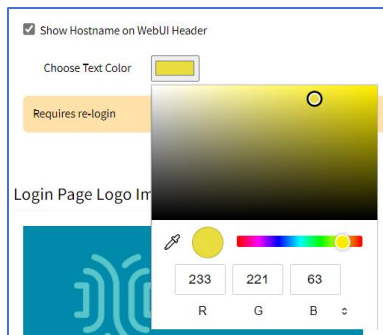 Show Hostname on WebUI Header
Choose Text Color
Requires re-login
Login Page Logo Im
233 221 63
R G B